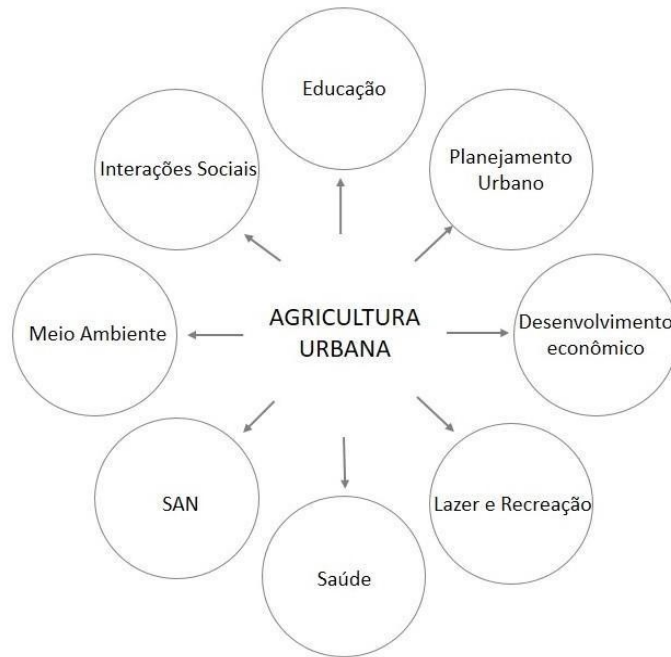 Educação
Interações Sociais
Planejamento
Urbano
Meio Ambiente
AGRICULTURA
URBANA
Desenvolvimento
econômico
SAN
Lazer e Recreação
Saúde